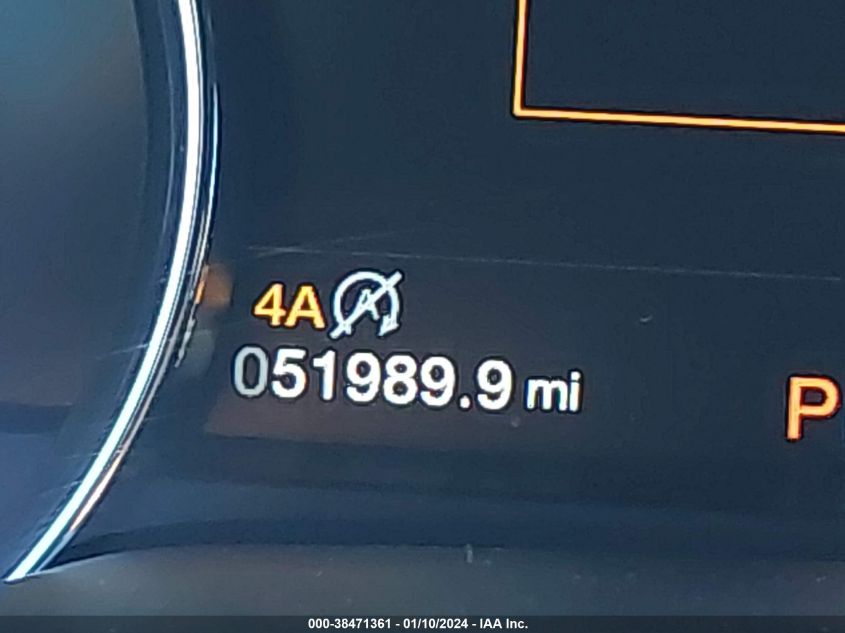 4A
051989.9 mi
P
000-38471361 - 01/10/2024 - IAA Inc.